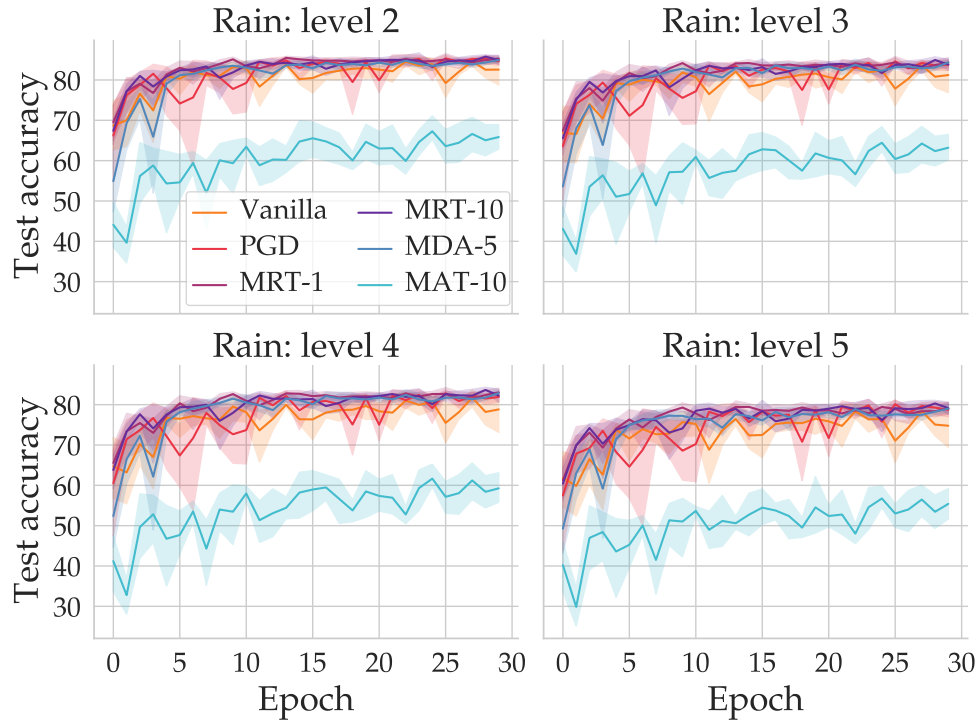 Rain: level 2
Rain: level 3
Test accuracy
80
70
60
50
40
30
Vanilla
MRT-10
PGD
MDA-5
MRT-1
MAT-10
Rain: level 4
Rain: level 5
Test accuracy
80
70
60
50
40
30
0 5 10 15 20 25 30
0 5 10 15 20 25 30
Epoch
Epoch